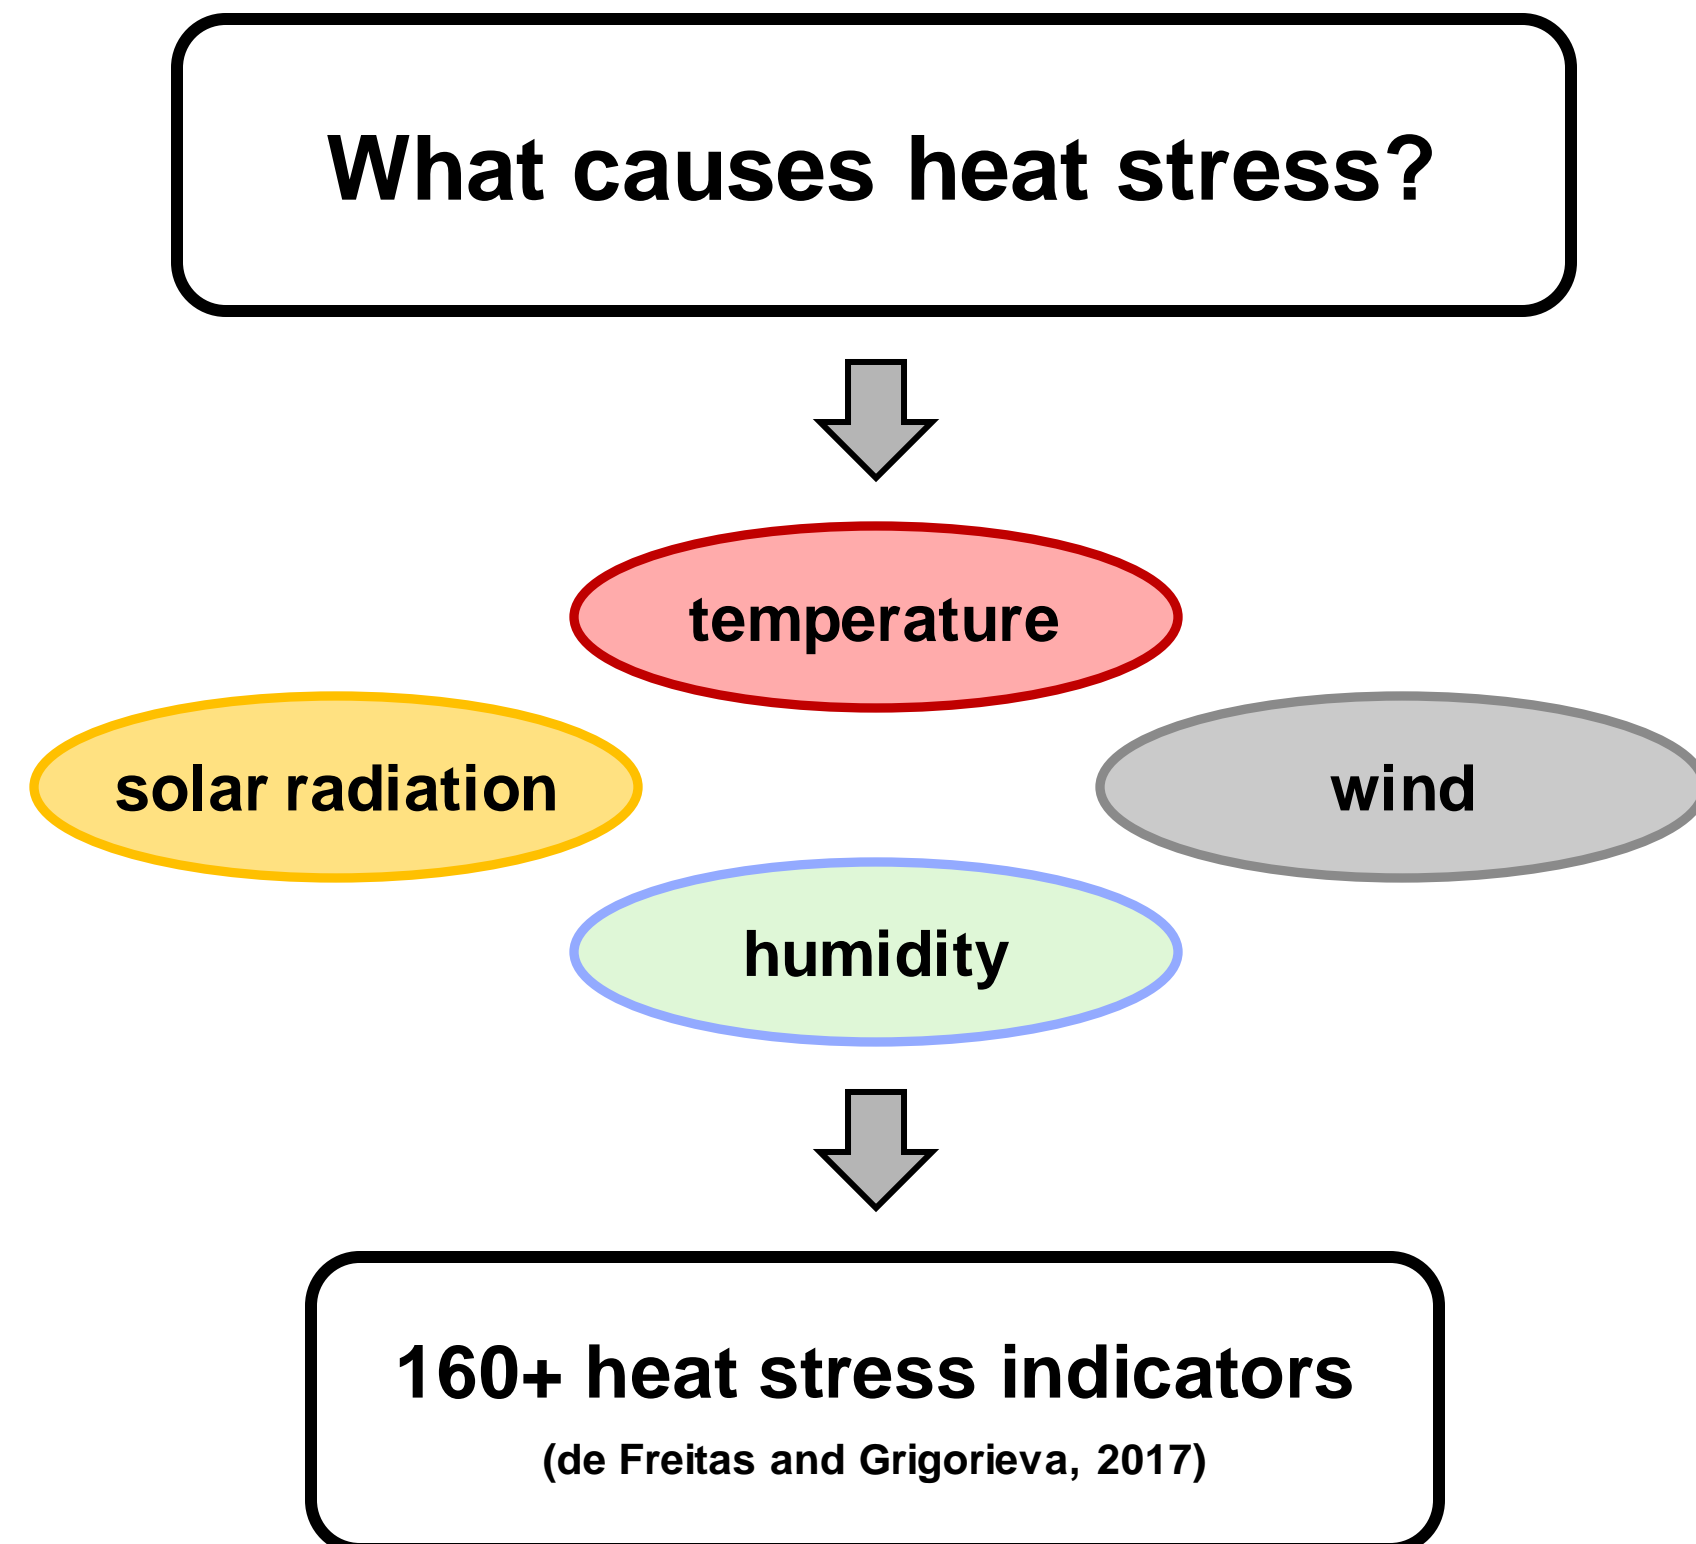 What causes heat stress?
temperature
solar radiation
wind
humidity
160+ heat stress indicators
(de Freitas and Grigorieva, 2017)